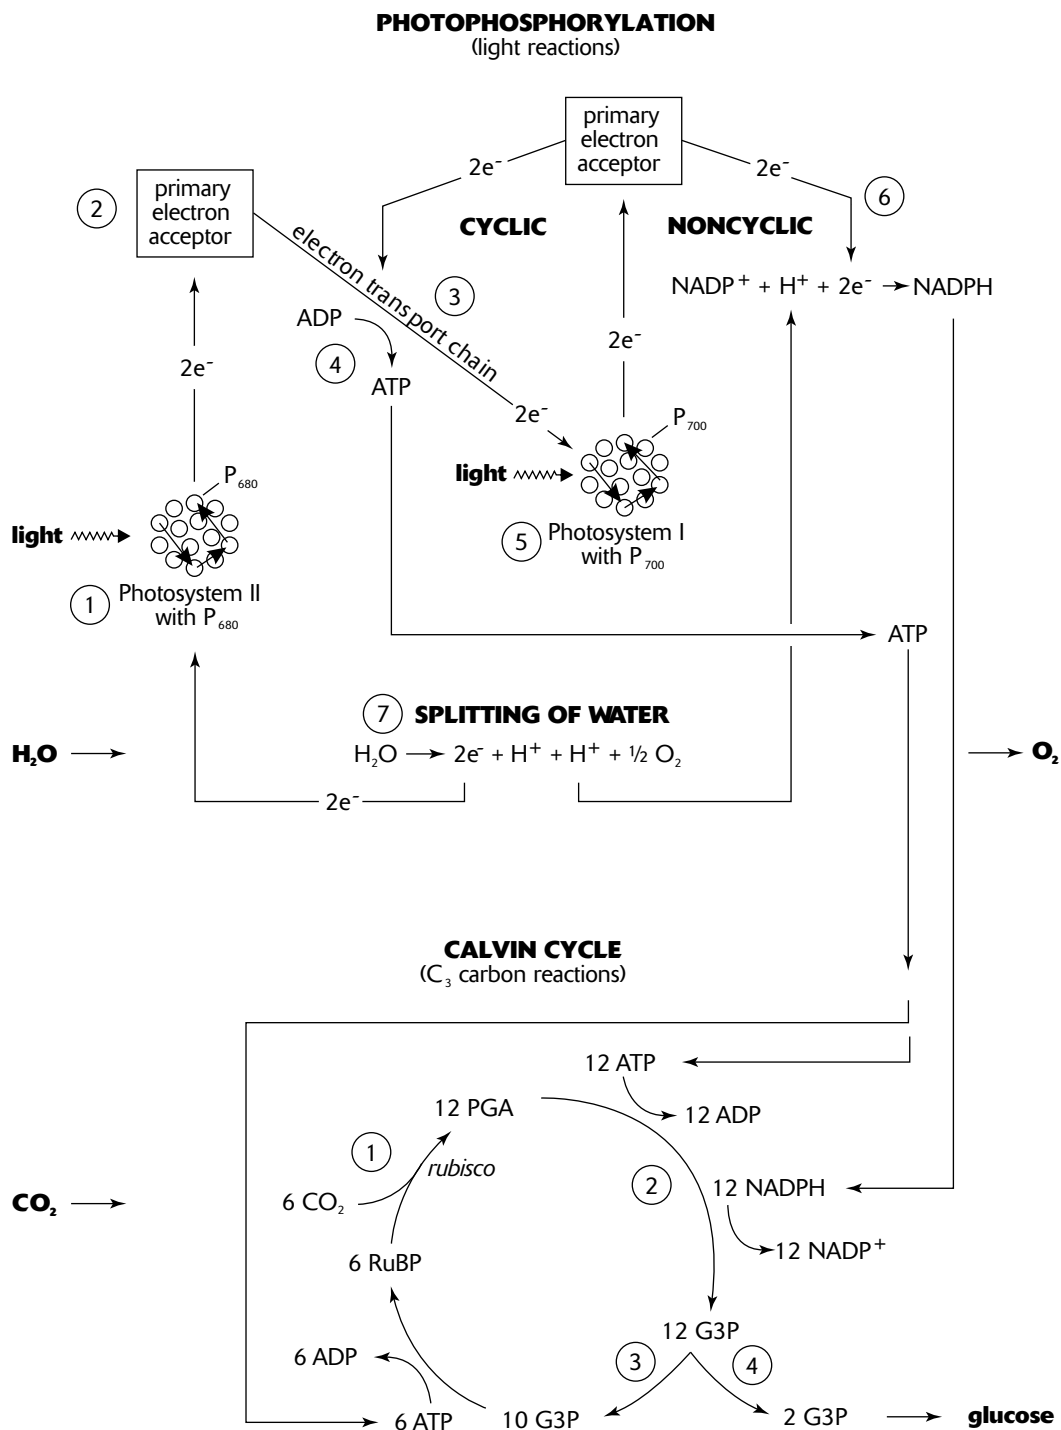 PHOTOPHOSPHORYLATION
(light reactions)
primary
electron
acceptor
2e⁻
2e⁻
2
primary
electron
acceptor
6
CYCLIC
NONCYCLIC
electron transport chain
3
NADP⁺ + H⁺ + 2e⁻
NADPH
ADP
4
ATP
2e⁻
2e⁻
2e⁻
P₇₀₀
light
P₆₈₀
light
5
Photosystem I
with P₇₀₀
1
Photosystem II
with P₆₈₀
ATP
7
SPLITTING OF WATER
H₂O
H₂O
2e⁻ + H⁺ + H⁺ + ½ O₂
O₂
2e⁻
CALVIN CYCLE
(C₃ carbon reactions)
12 ATP
12 PGA
12 ADP
1
rubisco
2
12 NADPH
CO₂
6 CO₂
12 NADP⁺
6 RuBP
12 G3P
6 ADP
3
4
6 ATP
10 G3P
2 G3P
glucose